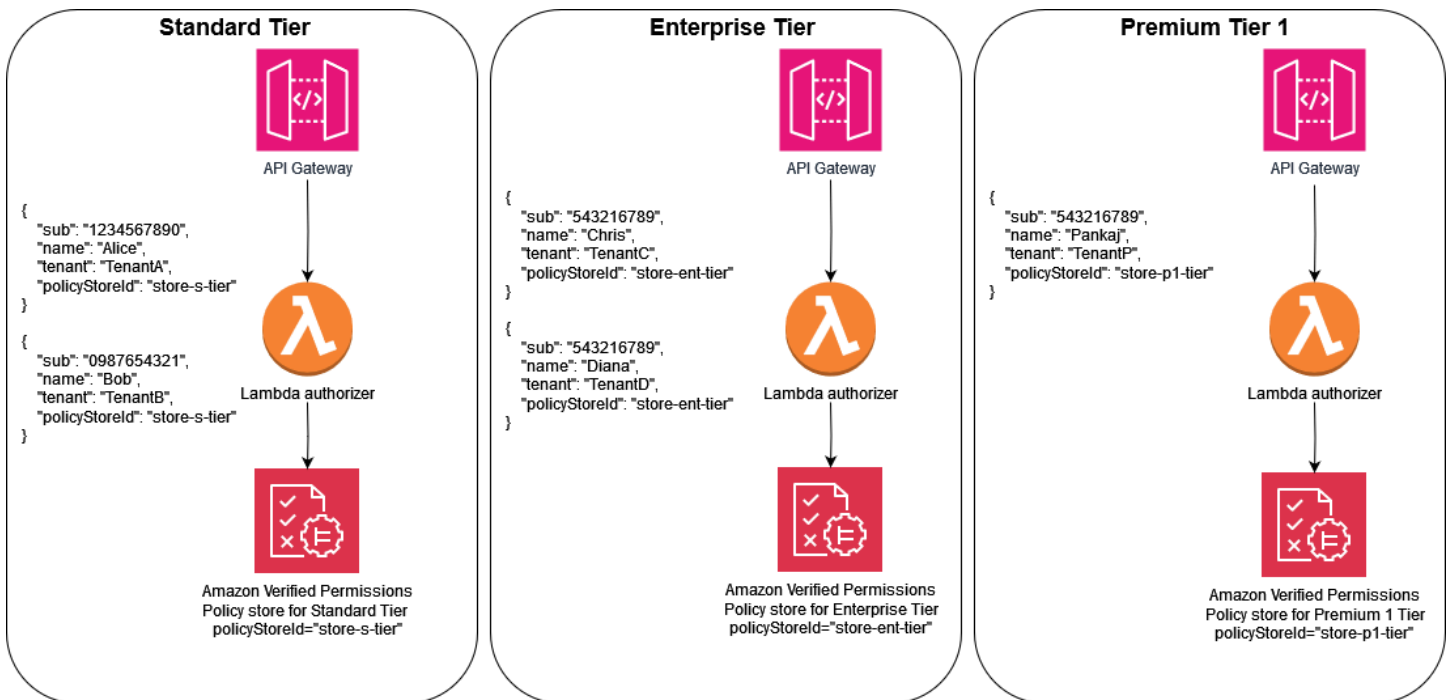 Standard Tier
API Gateway
{
"sub": "1234567890",
"name": "Alice",
"tenant": "TenantA",
"policyStoreId": "store-s-tier"
}
{
"sub": "0987654321",
"name": "Bob",
"tenant": "TenantB",
"policyStoreId": "store-s-tier"
}
Lambda authorizer
Amazon Verified Permissions
Policy store for Standard Tier
policyStoreId="store-s-tier"
Enterprise Tier
API Gateway
{
"sub": "543216789",
"name": "Chris",
"tenant": "TenantC",
"policyStoreId": "store-ent-tier"
}
{
"sub": "543216789",
"name": "Diana",
"tenant": "TenantD",
"policyStoreId": "store-ent-tier"
}
Lambda authorizer
Amazon Verified Permissions
Policy store for Enterprise Tier
policyStoreId="store-ent-tier"
Premium Tier 1
API Gateway
{
"sub": "543216789",
"name": "Pankaj",
"tenant": "TenantP",
"policyStoreId": "store-p1-tier"
}
Lambda authorizer
Amazon Verified Permissions
Policy store for Premium 1 Tier
policyStoreId="store-p1-tier"